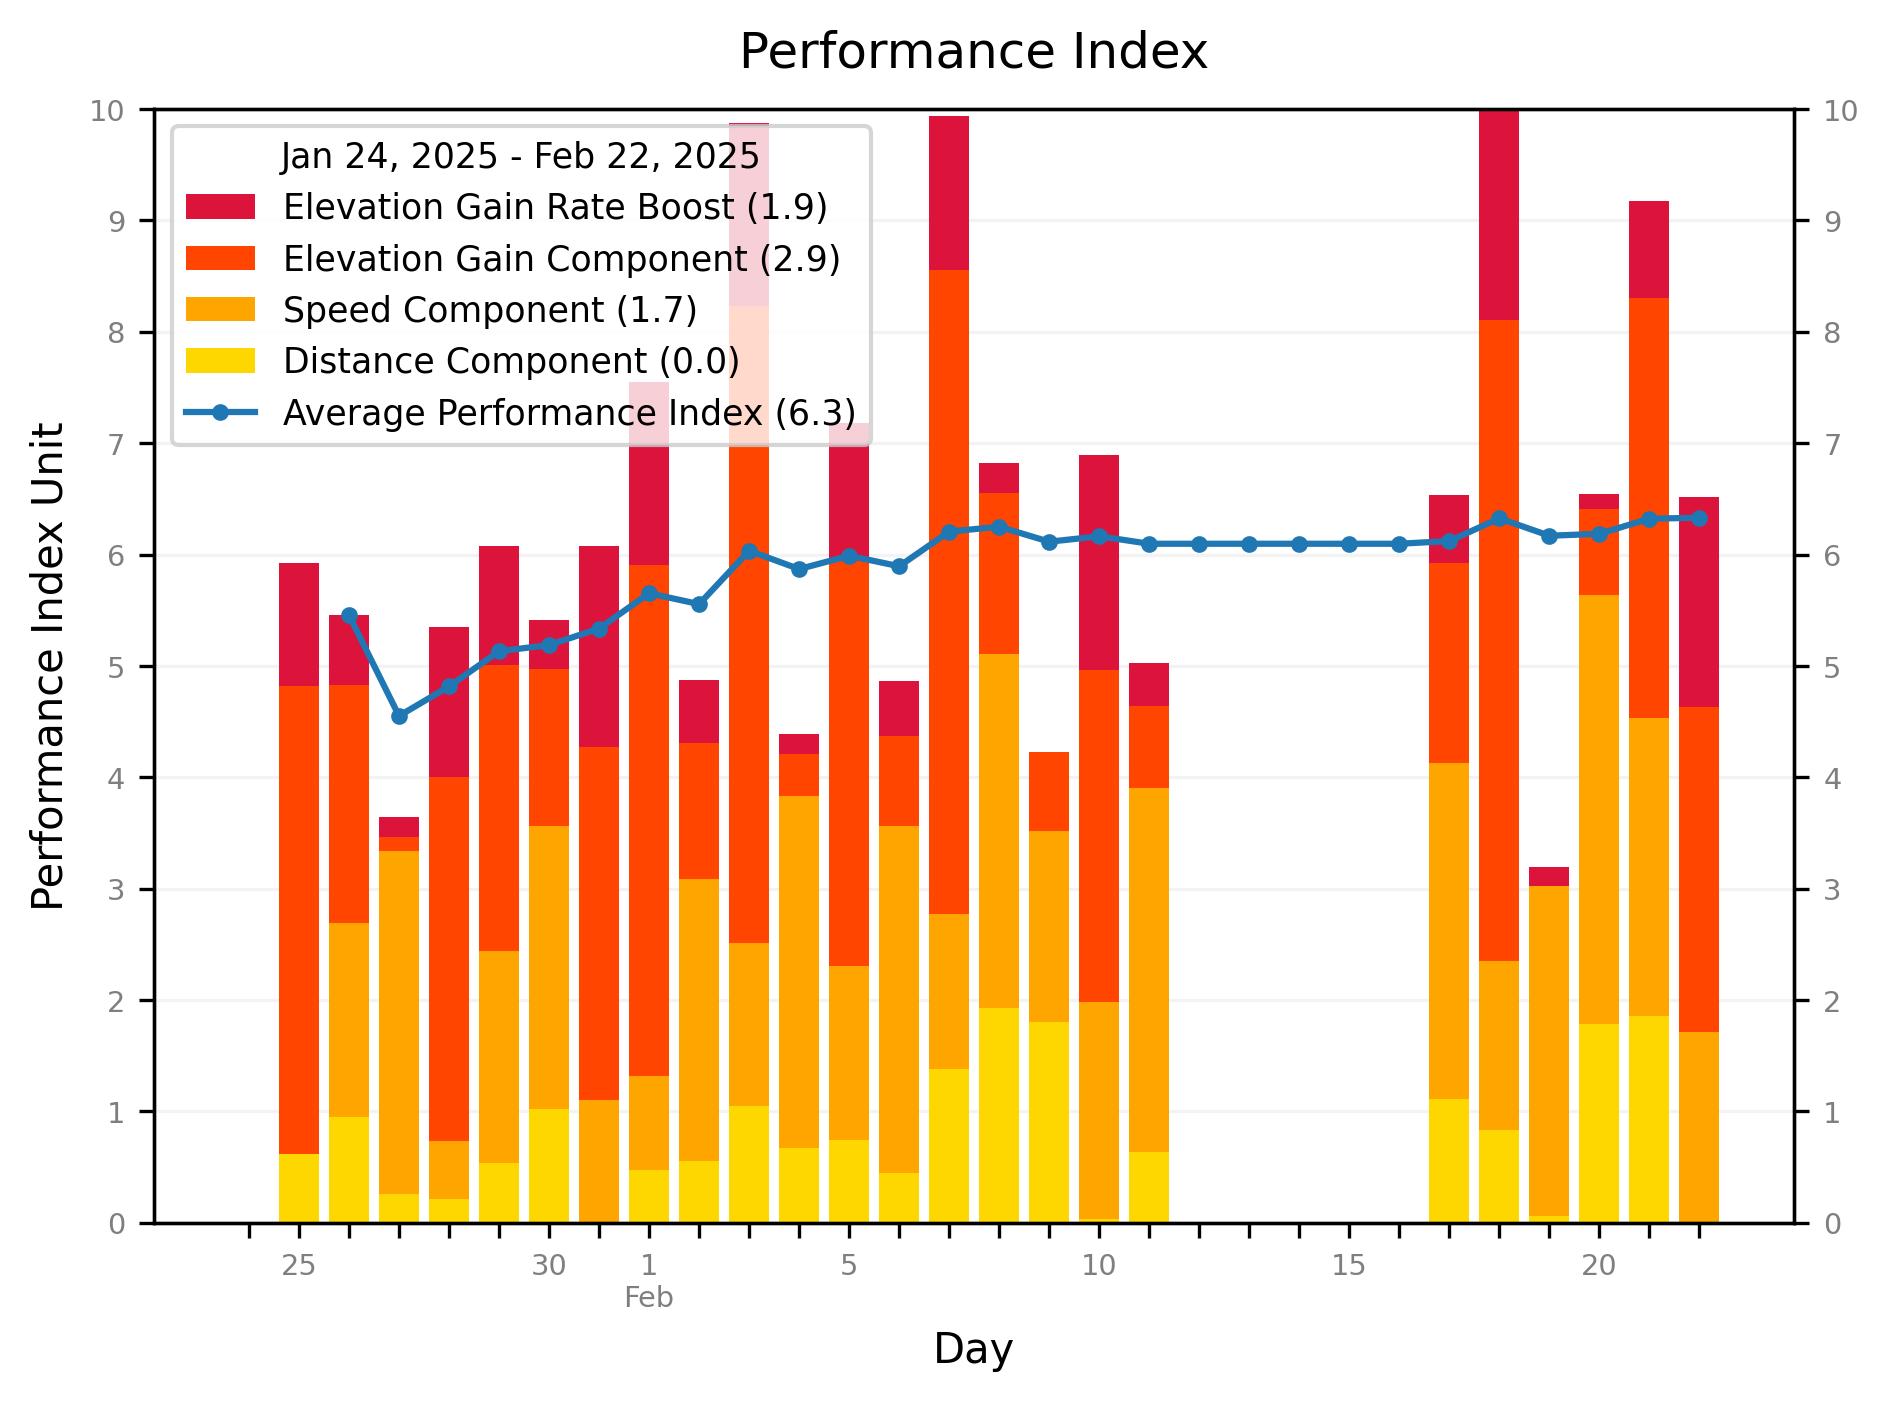 Performance Index
Jan 24, 2025 - Feb 22, 2025
Elevation Gain Rate Boost (1.9)
Elevation Gain Component (2.9)
Speed Component (1.7)
Distance Component (0.0)
Average Performance Index (6.3)
Performance Index Unit
10
9
8
7
6
5
4
3
2
1
0
10
9
8
7
6
5
4
3
2
1
0
25 30 1 5 10 15 20
Feb
Day